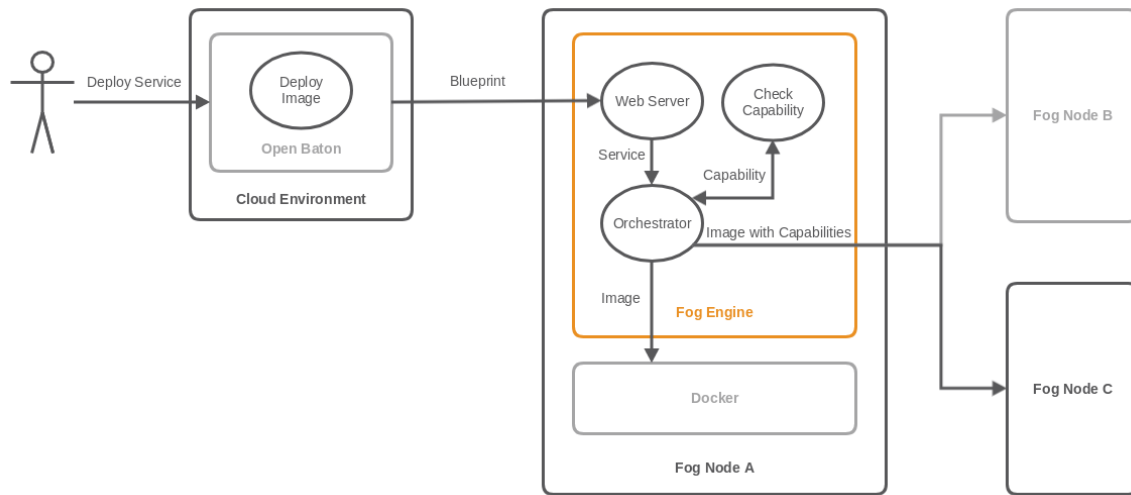 Deploy Service
Deploy
Image
Open Baton
Cloud Environment
Blueprint
Web Server
Check
Capability
Service
Capability
Orchestrator
Image with Capabilities
Image
Fog Engine
Docker
Fog Node A
Fog Node B
Fog Node C